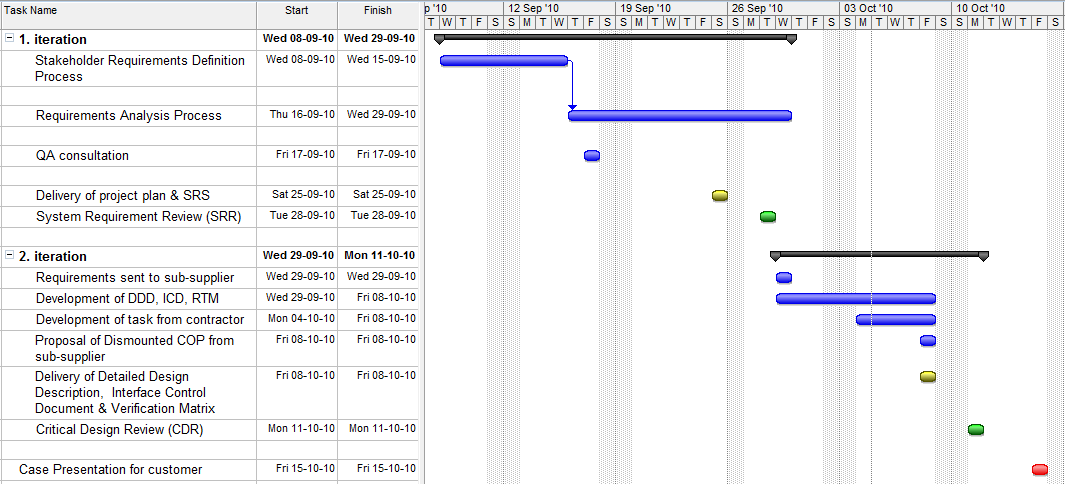 Task Name Start Finish p '10 12 Sep '10 19 Sep '10 26 Sep '10 03 Oct '10 10 Oct '10
T W T F S S M T W T F S S M T W T F S S M T W T F S S M T W T F S S M T W T F S
1. iteration Wed 08-09-10 Wed 29-09-10
Stakeholder Requirements Definition Wed 08-09-10 Wed 15-09-10
Process
Requirements Analysis Process Thu 16-09-10 Wed 29-09-10
QA consultation Fri 17-09-10 Fri 17-09-10
Delivery of project plan & SRS Sat 25-09-10 Sat 25-09-10
System Requirement Review (SRR) Tue 28-09-10 Tue 28-09-10
2. iteration Wed 29-09-10 Mon 11-10-10
Requirements sent to sub-supplier Wed 29-09-10 Wed 29-09-10
Development of DDD, ICD, RTM Wed 29-09-10 Fri 08-10-10
Development of task from contractor Mon 04-10-10 Fri 08-10-10
Proposal of Dismounted COP from Fri 08-10-10 Fri 08-10-10
sub-supplier
Delivery of Detailed Design Fri 08-10-10 Fri 08-10-10
Description, Interface Control
Document & Verification Matrix
Critical Design Review (CDR) Mon 11-10-10 Mon 11-10-10
Case Presentation for customer Fri 15-10-10 Fri 15-10-10